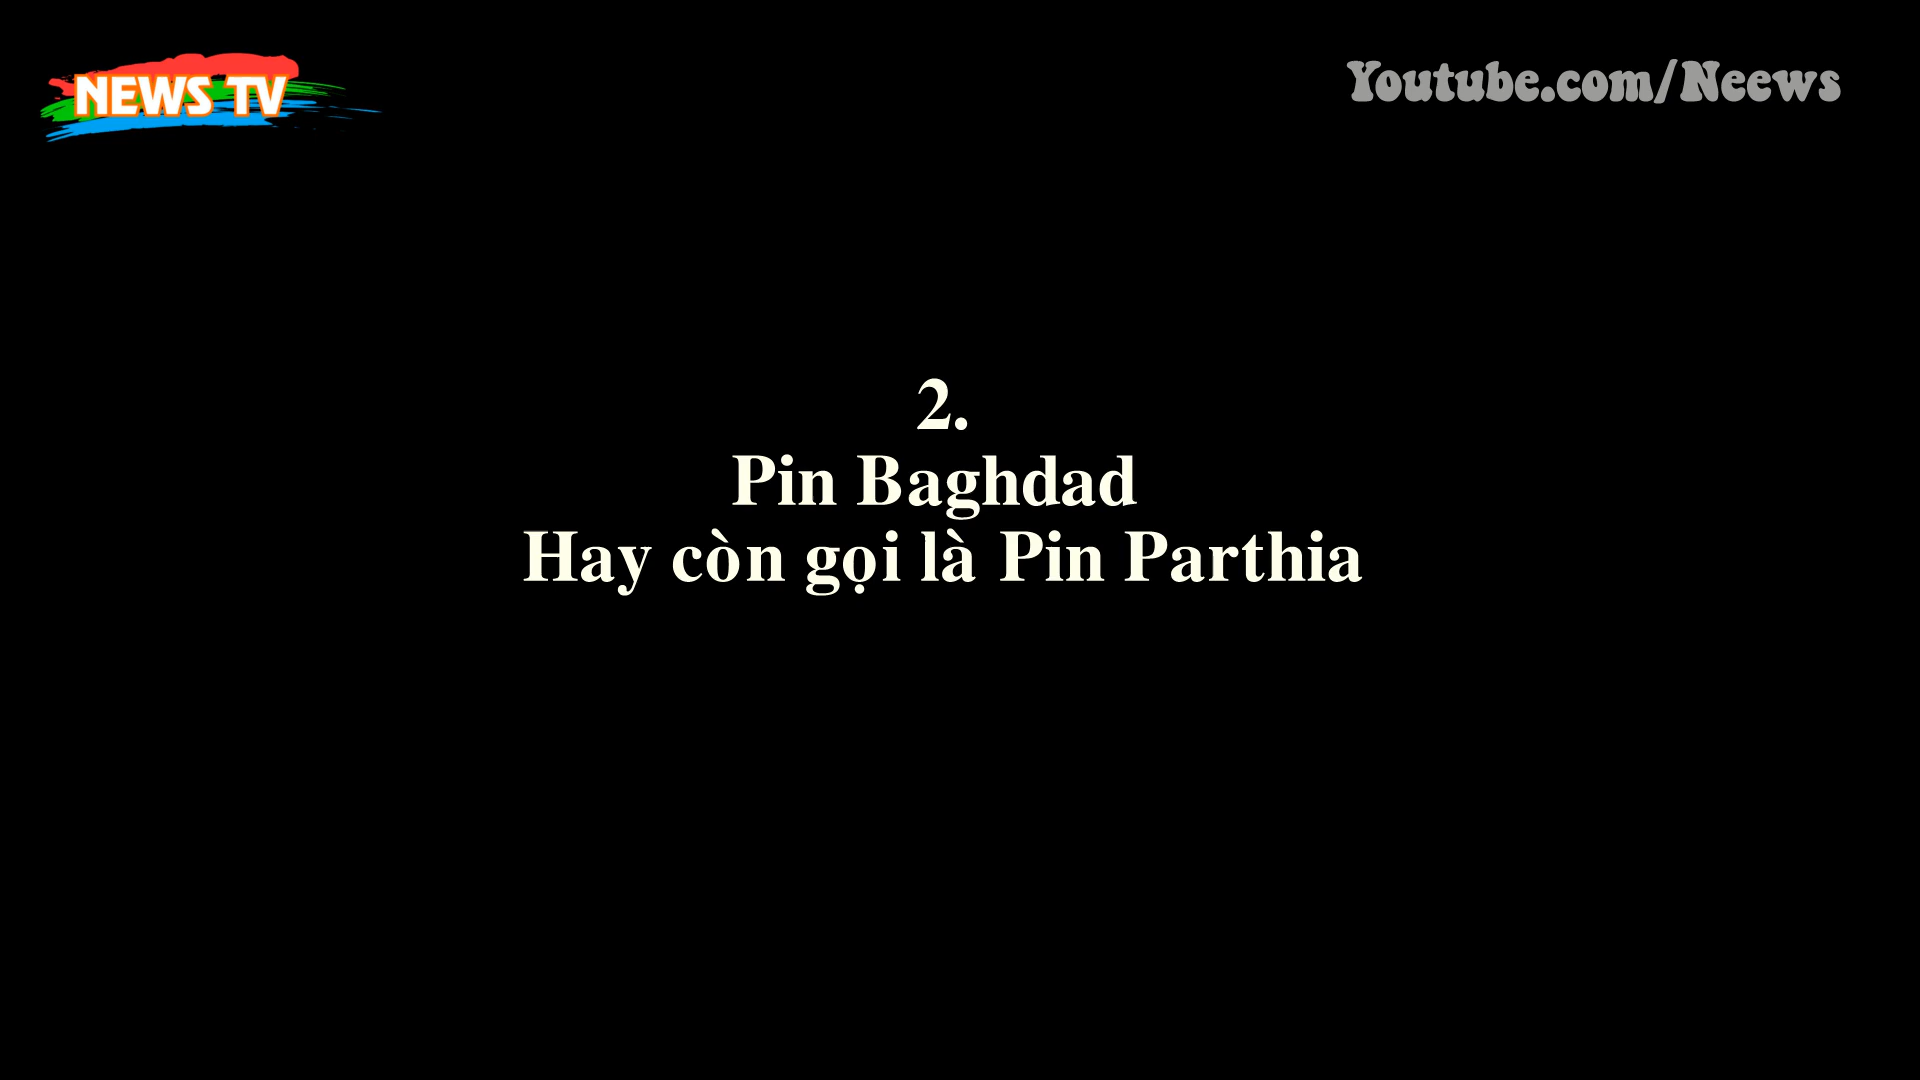 NEWS TV
Youtube.com/Neews
2.
Pin Baghdad
Hay còn gọi là Pin Parthia